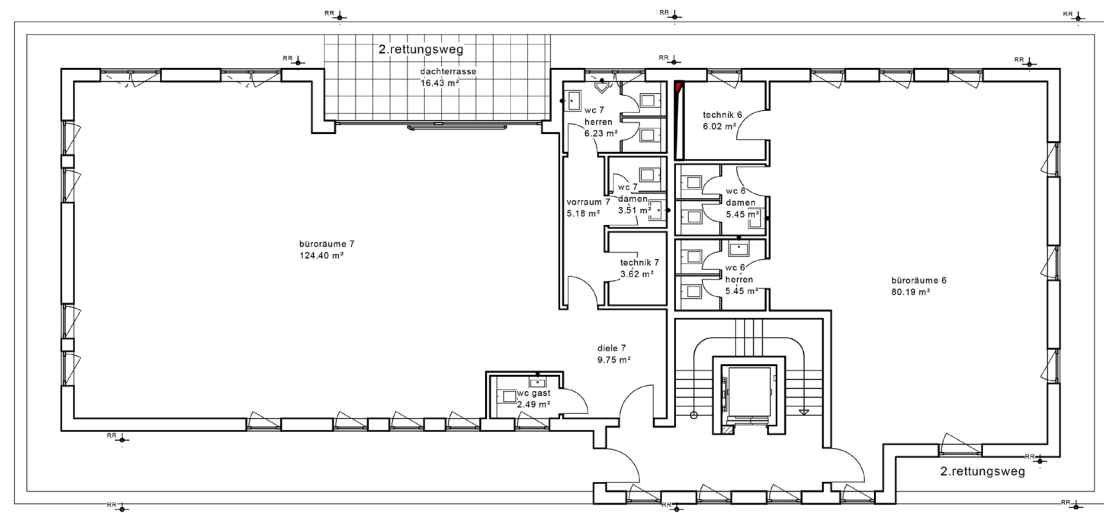 RR
RR
RR
2.rettungsweg
RR
RR
RR
dachterrasse
16.43 m²
wc 7
herren
6.23 m²
technik 6
6.02 m²
vorraum 7
5.18 m²
wc 7
damen
3.51 m²
wc 6
damen
5.45 m²
büroräume 7
124.40 m²
technik 7
3.62 m²
wc 6
herren
5.45 m²
büroräume 6
80.19 m²
diele 7
9.75 m²
wc gast
2.49 m²
RR
RR
2.rettungsweg
RR
RR
RR